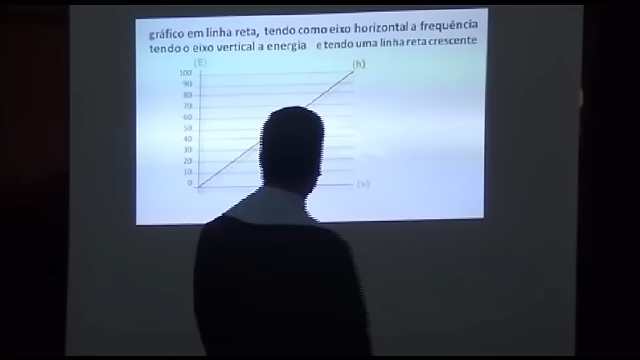 gráfico em linha reta, tendo como eixo horizontal a frequência
tendo o eixo vertical a energia e tendo uma linha reta crescente
(E)
(h)
100
90
80
70
60
50
40
30
20
10
0
(v)